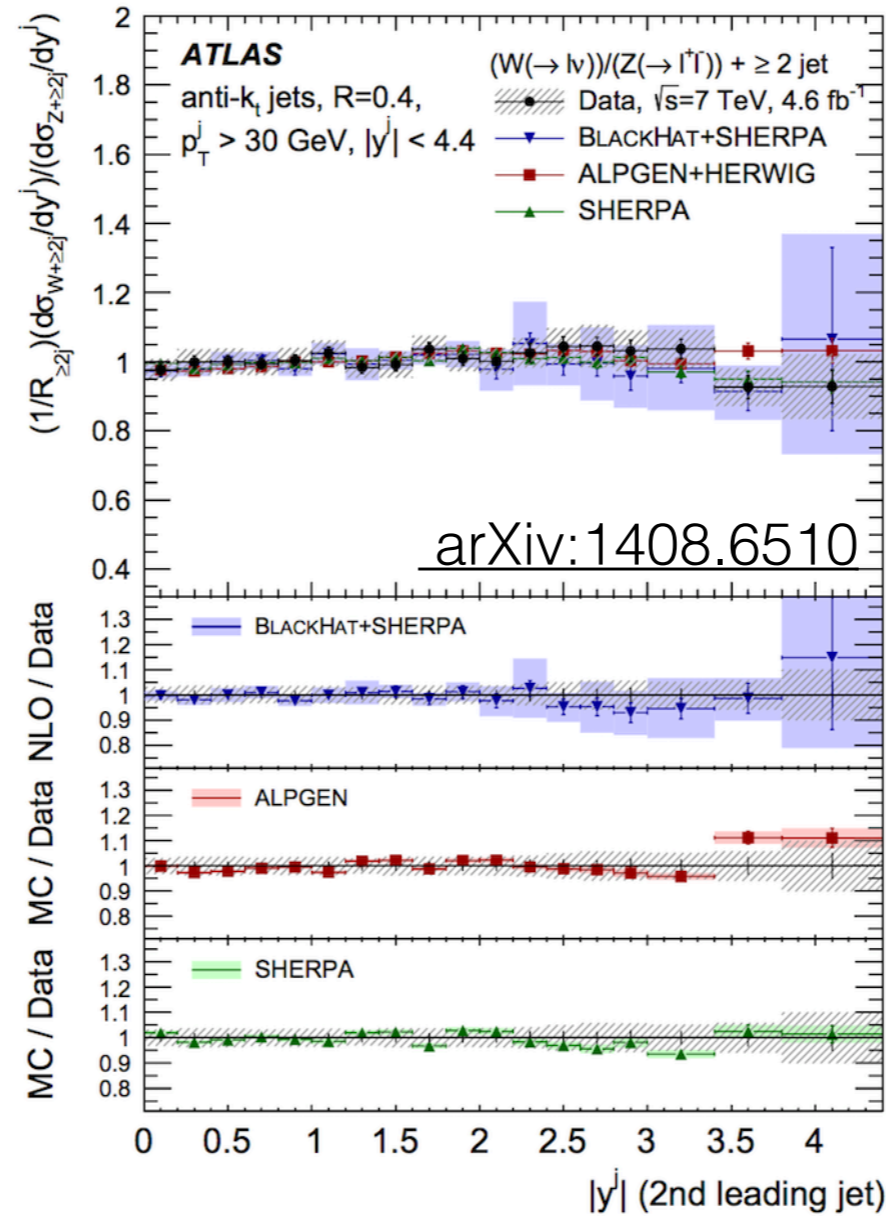 ATLAS
anti-kt jets, R=0.4,
p_T^j > 30 GeV, |y^j| < 4.4
(W(→ lν))/(Z(→ l⁺l⁻)) + ≥ 2 jet
Data, √s=7 TeV, 4.6 fb⁻¹
BLACKHAT+SHERPA
ALPGEN+HERWIG
SHERPA
(1/R_≥2j)(dσ_W+≥2j/dy^j)/(dσ_Z+≥2j/dy^j)
2
1.8
1.6
1.4
1.2
1
0.8
0.6
0.4
arXiv:1408.6510
NLO / Data
BLACKHAT+SHERPA
1.3
1.2
1.1
1
0.9
0.8
MC / Data
ALPGEN
1.3
1.2
1.1
1
0.9
0.8
MC / Data
SHERPA
1.3
1.2
1.1
1
0.9
0.8
0 0.5 1 1.5 2 2.5 3 3.5 4
|y^j| (2nd leading jet)